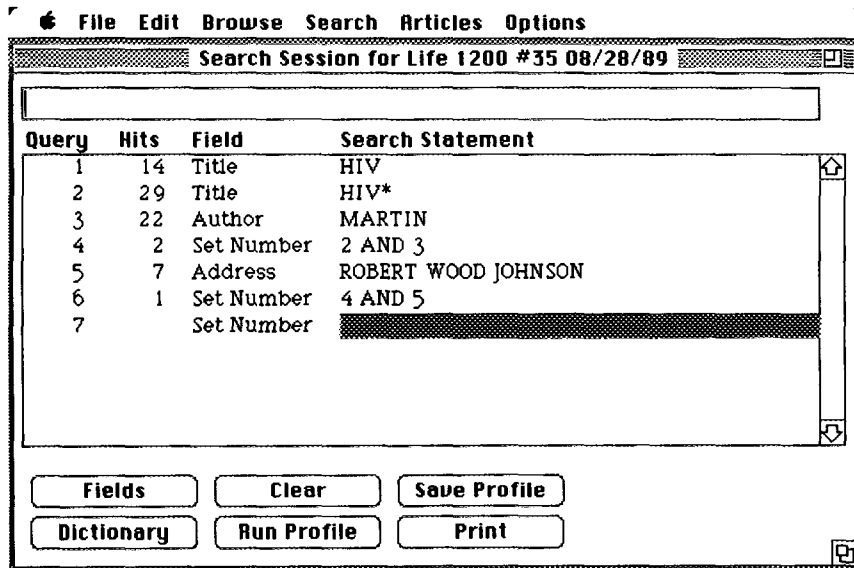 File Edit Browse Search Articles Options
Search Session for Life 1200 #35 08/28/89
Query Hits Field Search Statement
1 14 Title HIV
2 29 Title HIV*
3 22 Author MARTIN
4 2 Set Number 2 AND 3
5 7 Address ROBERT WOOD JOHNSON
6 1 Set Number 4 AND 5
7 Set Number
Fields Clear Save Profile
Dictionary Run Profile Print